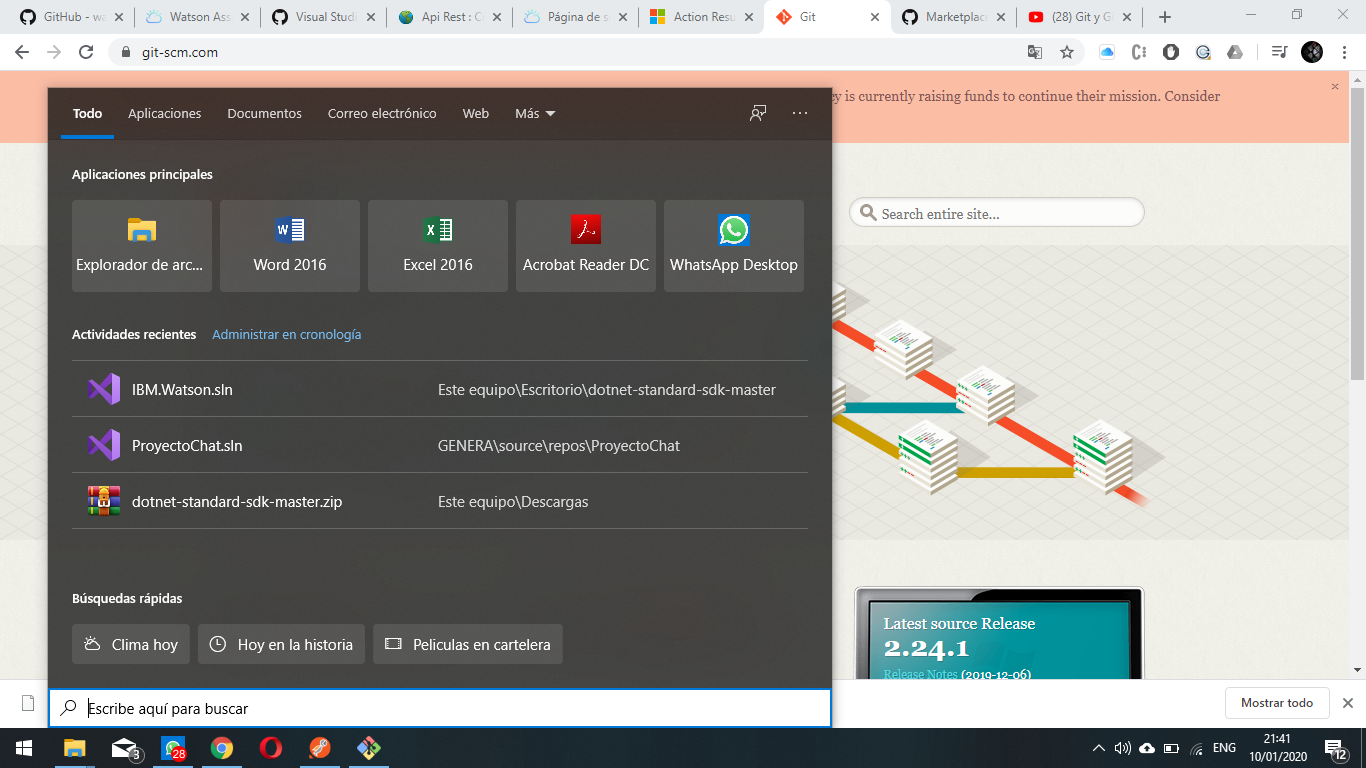 GitHub - wa
Watson Ass
Visual Studi
Api Rest : C
Página de s
Action Resu
Git
Marketplace
(28) Git y G
git-scm.com
ey is currently raising funds to continue their mission. Consider
Todo Aplicaciones Documentos Correo electrónico Web Más
Aplicaciones principales
Explorador de arc... Word 2016 Excel 2016 Acrobat Reader DC WhatsApp Desktop
Search entire site...
Actividades recientes Administrar en cronología
IBM.Watson.sln Este equipo\Escritorio\dotnet-standard-sdk-master
ProyectoChat.sln GENERA\source\repos\ProyectoChat
dotnet-standard-sdk-master.zip Este equipo\Descargas
Búsquedas rápidas
Clima hoy Hoy en la historia Peliculas en cartelera
Latest source Release
2.24.1
Release Notes (2019-12-06)
Escribe aquí para buscar
Mostrar todo
3
28
ENG
21:41
10/01/2020
12